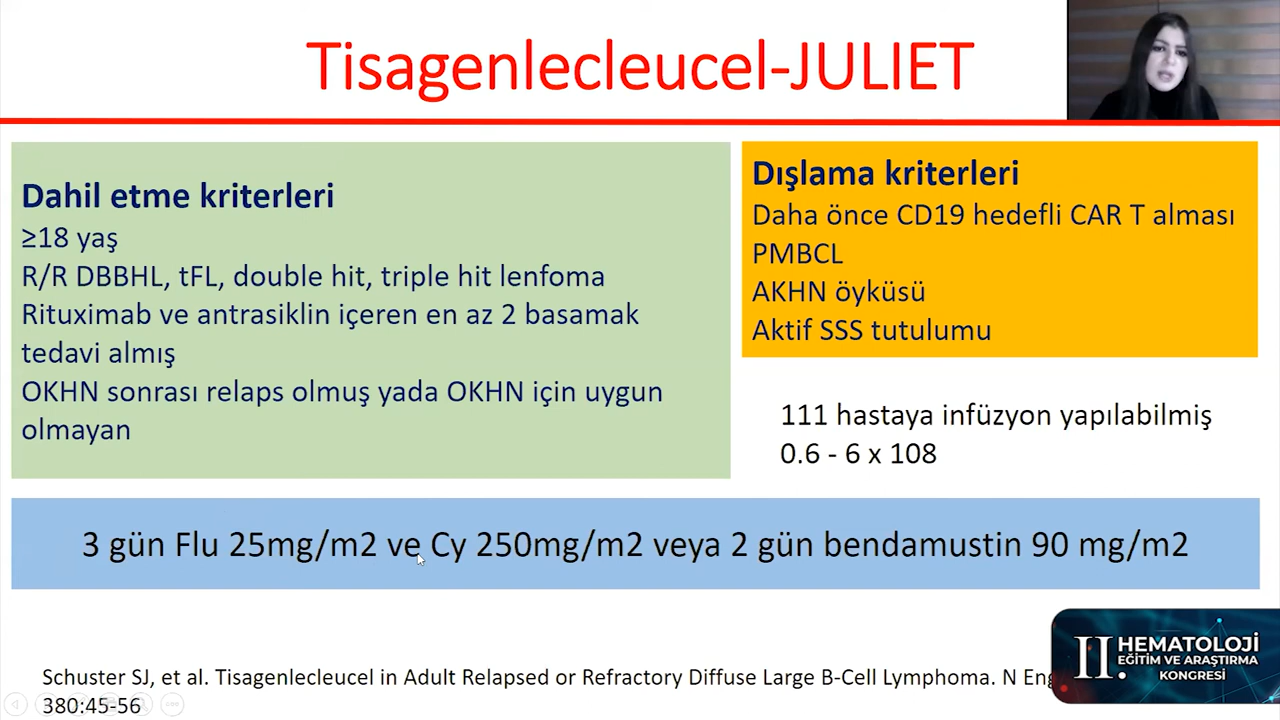 Tisagenlecleucel-JULIET
Dahil etme kriterleri
≥18 yaş
R/R DBBHL, tFL, double hit, triple hit lenfoma
Rituximab ve antrasiklin içeren en az 2 basamak
tedavi almış
OKHN sonrası relaps olmuş yada OKHN için uygun
olmayan
Dışlama kriterleri
Daha önce CD19 hedefli CAR T alması
PMBCL
AKHN öyküsü
Aktif SSS tutulumu
111 hastaya infüzyon yapılabilmiş
0.6 - 6 x 108
3 gün Flu 25mg/m2 ve Cy 250mg/m2 veya 2 gün bendamustin 90 mg/m2
Schuster SJ, et al. Tisagenlecleucel in Adult Relapsed or Refractory Diffuse Large B-Cell Lymphoma. N Eng
380:45-56
II. HEMATOLOJİ
EĞİTİM VE ARAŞTIRMA
KONGRESİ